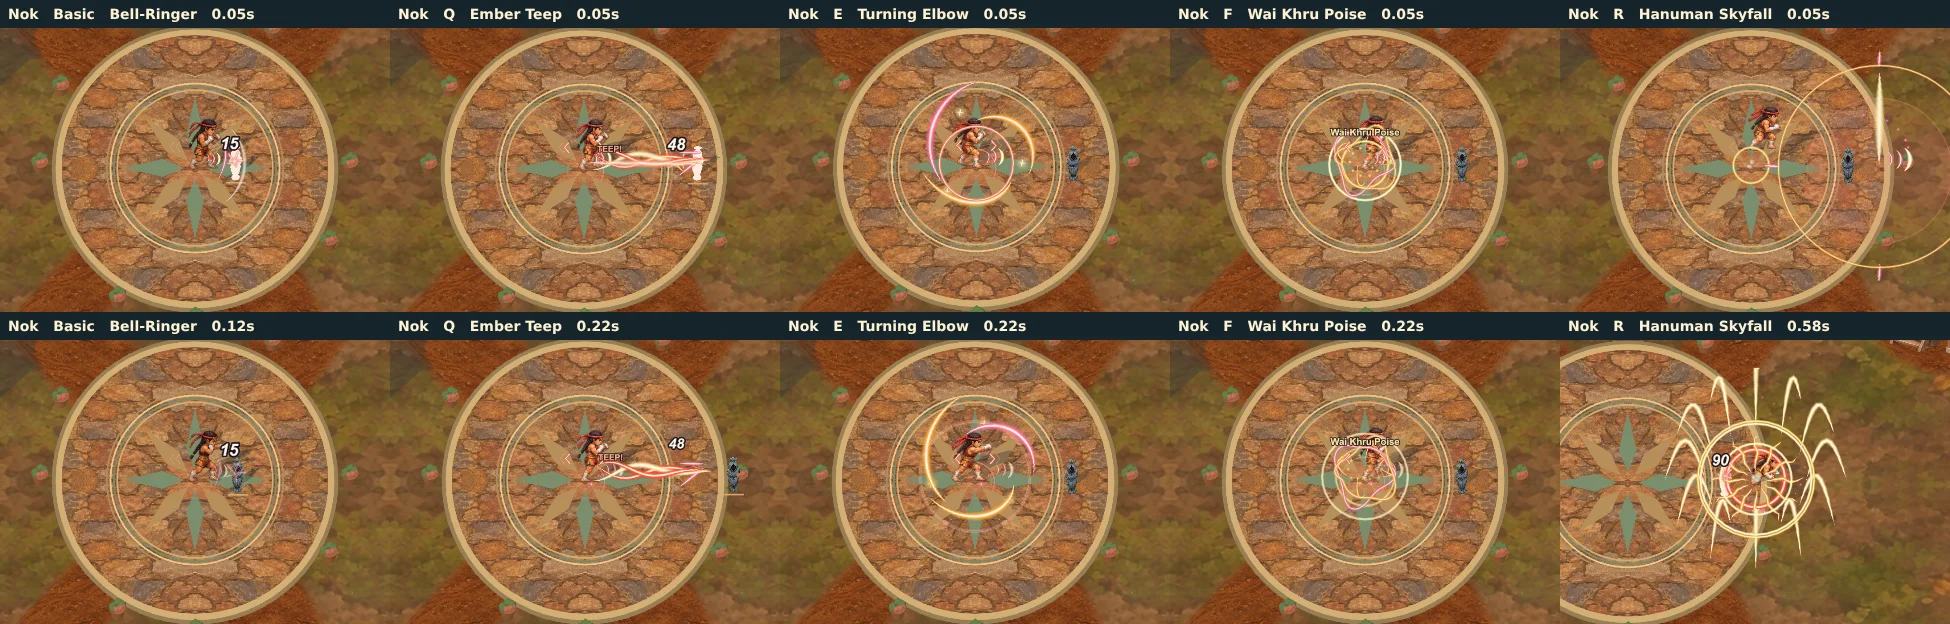 Nok Basic Bell-Ringer 0.05s
Nok Q Ember Teep 0.05s
Nok E Turning Elbow 0.05s
Nok F Wai Khru Poise 0.05s
Nok R Hanuman Skyfall 0.05s
15
TEEP!
48
Wai Khru Poise
Nok Basic Bell-Ringer 0.12s
Nok Q Ember Teep 0.22s
Nok E Turning Elbow 0.22s
Nok F Wai Khru Poise 0.22s
Nok R Hanuman Skyfall 0.58s
15
TEEP!
48
Wai Khru Poise
90